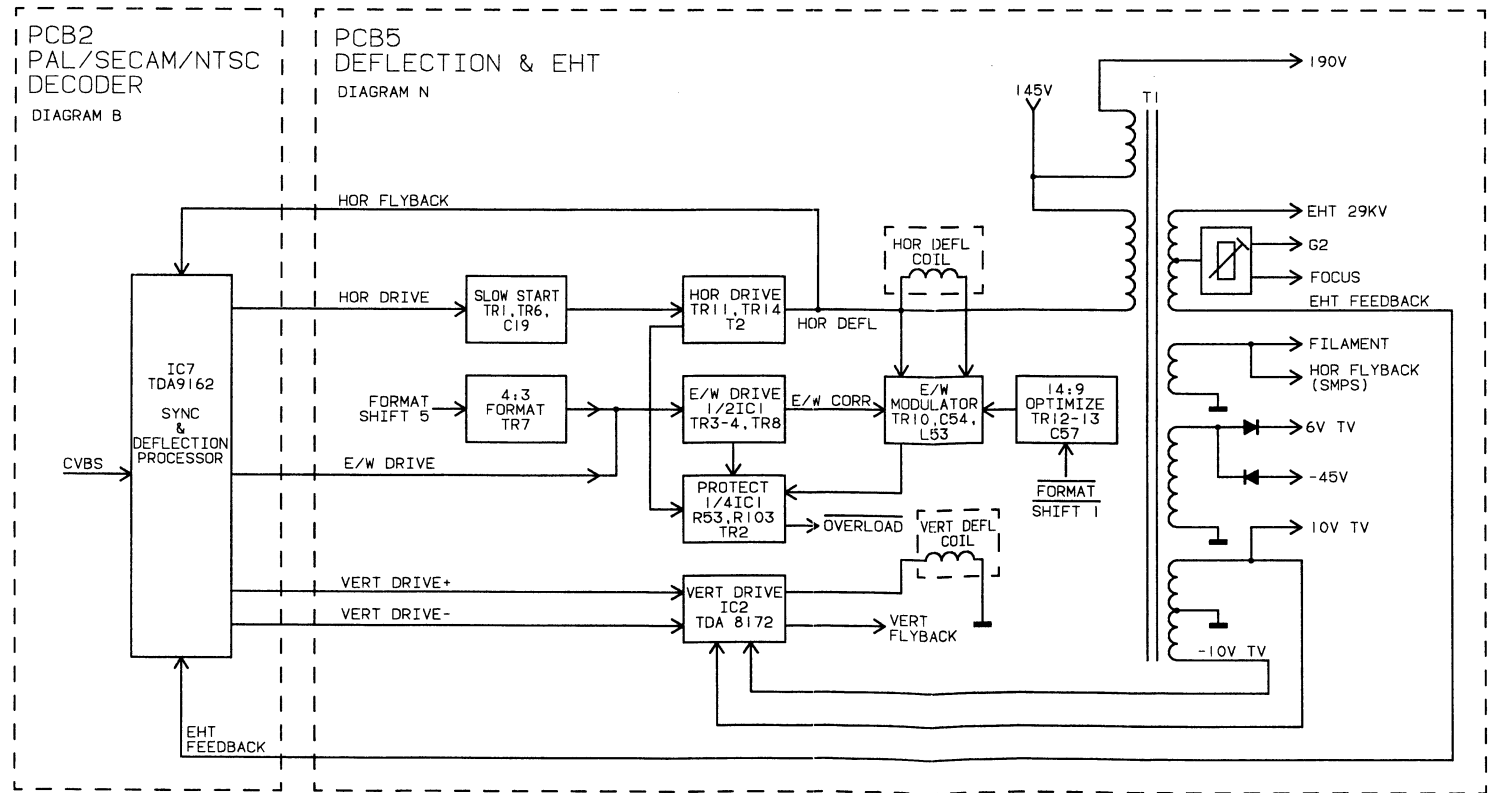 PCB2
PAL/SECAM/NTSC
DECODER
DIAGRAM B
PCB5
DEFLECTION & EHT
DIAGRAM N
145V
T1
190V
HOR FLYBACK
EHT 29KV
G2
FOCUS
EHT FEEDBACK
HOR DEFL
COIL
HOR DRIVE
SLOW START
TR1,TR6,
C19
HOR DRIVE
TR11,TR14
T2
HOR DEFL
FILAMENT
HOR FLYBACK
(SMPS)
IC7
TDA9162
SYNC
&
DEFLECTION
PROCESSOR
FORMAT
SHIFT 5
4:3
FORMAT
TR7
E/W DRIVE
1/2IC1
TR3-4,TR8
E/W CORR
E/W
MODULATOR
TR10,C54,
L53
14:9
OPTIMIZE
TR12-13
C57
6V TV
CVBS
E/W DRIVE
-45V
PROTECT
1/4IC1
R53,R103
TR2
OVERLOAD
FORMAT
SHIFT 1
VERT DEFL
COIL
10V TV
VERT DRIVE+
VERT DRIVE-
VERT DRIVE
IC2
TDA 8172
VERT
FLYBACK
-10V TV
EHT
FEEDBACK